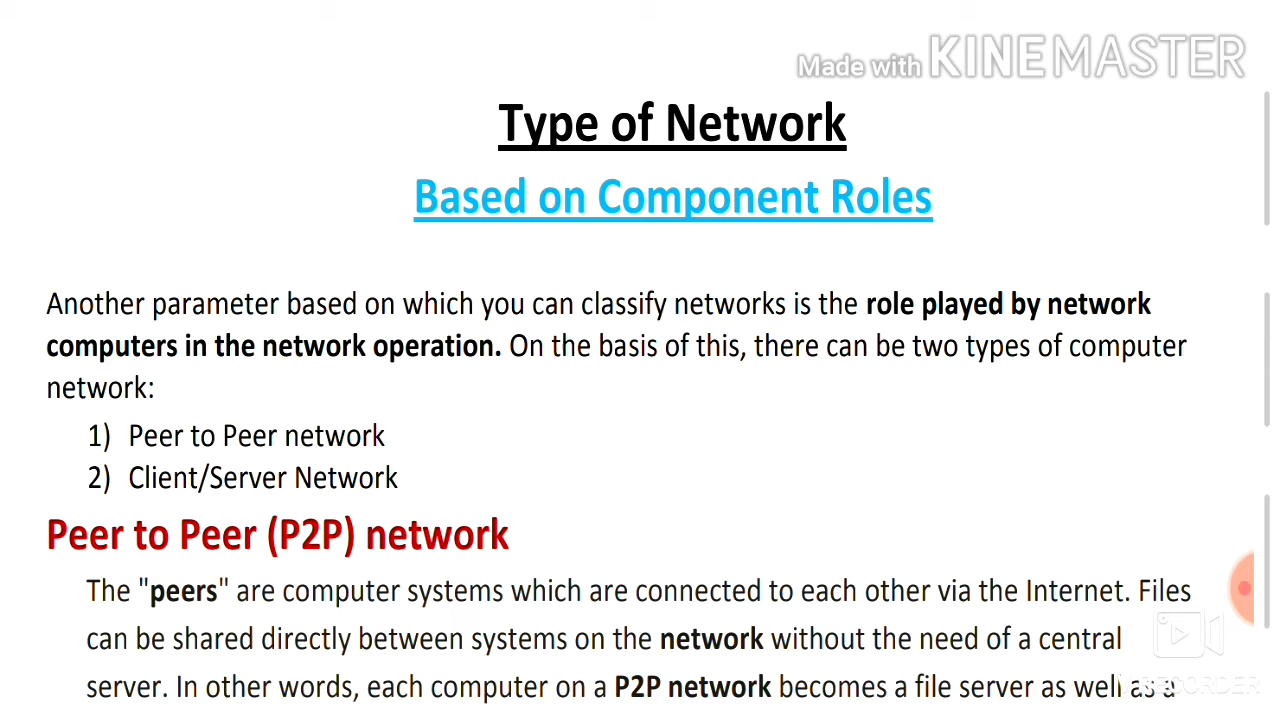 Made with KINEMASTER
Type of Network
Based on Component Roles
Another parameter based on which you can classify networks is the role played by network
computers in the network operation. On the basis of this, there can be two types of computer
network:
1) Peer to Peer network
2) Client/Server Network
Peer to Peer (P2P) network
The "peers" are computer systems which are connected to each other via the Internet. Files
can be shared directly between systems on the network without the need of a central
server. In other words, each computer on a P2P network becomes a file server as well as a
V RECORDER